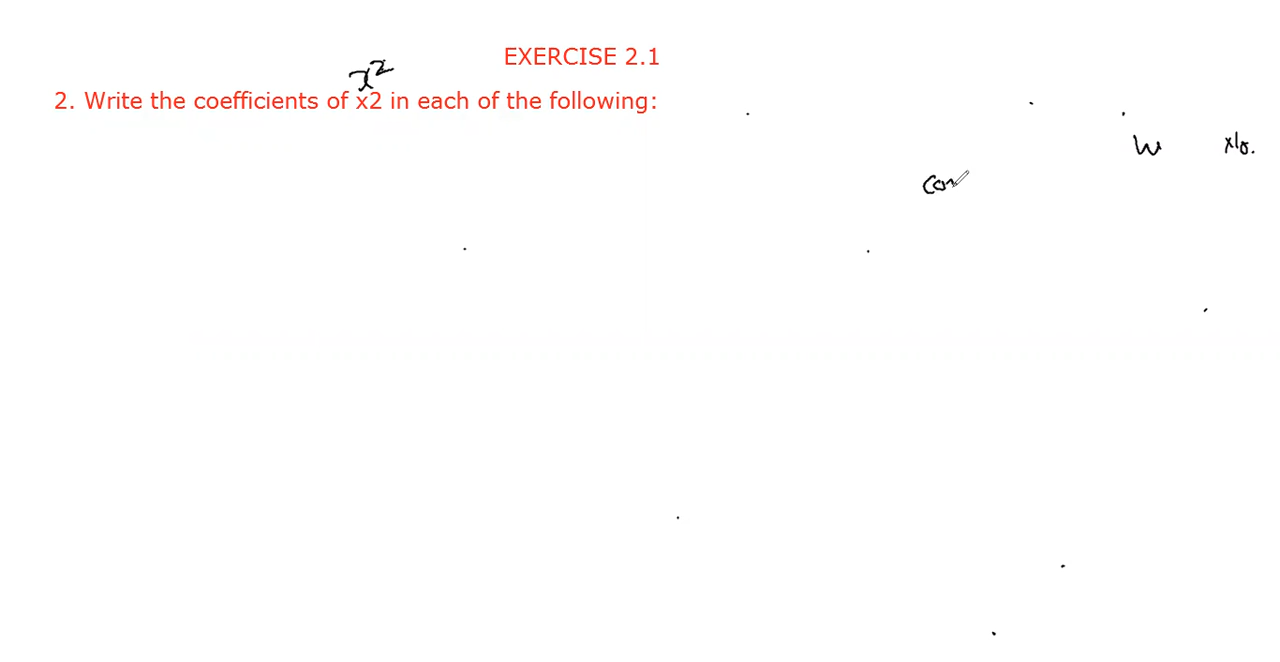 EXERCISE 2.1
x²
2. Write the coefficients of x2 in each of the following: